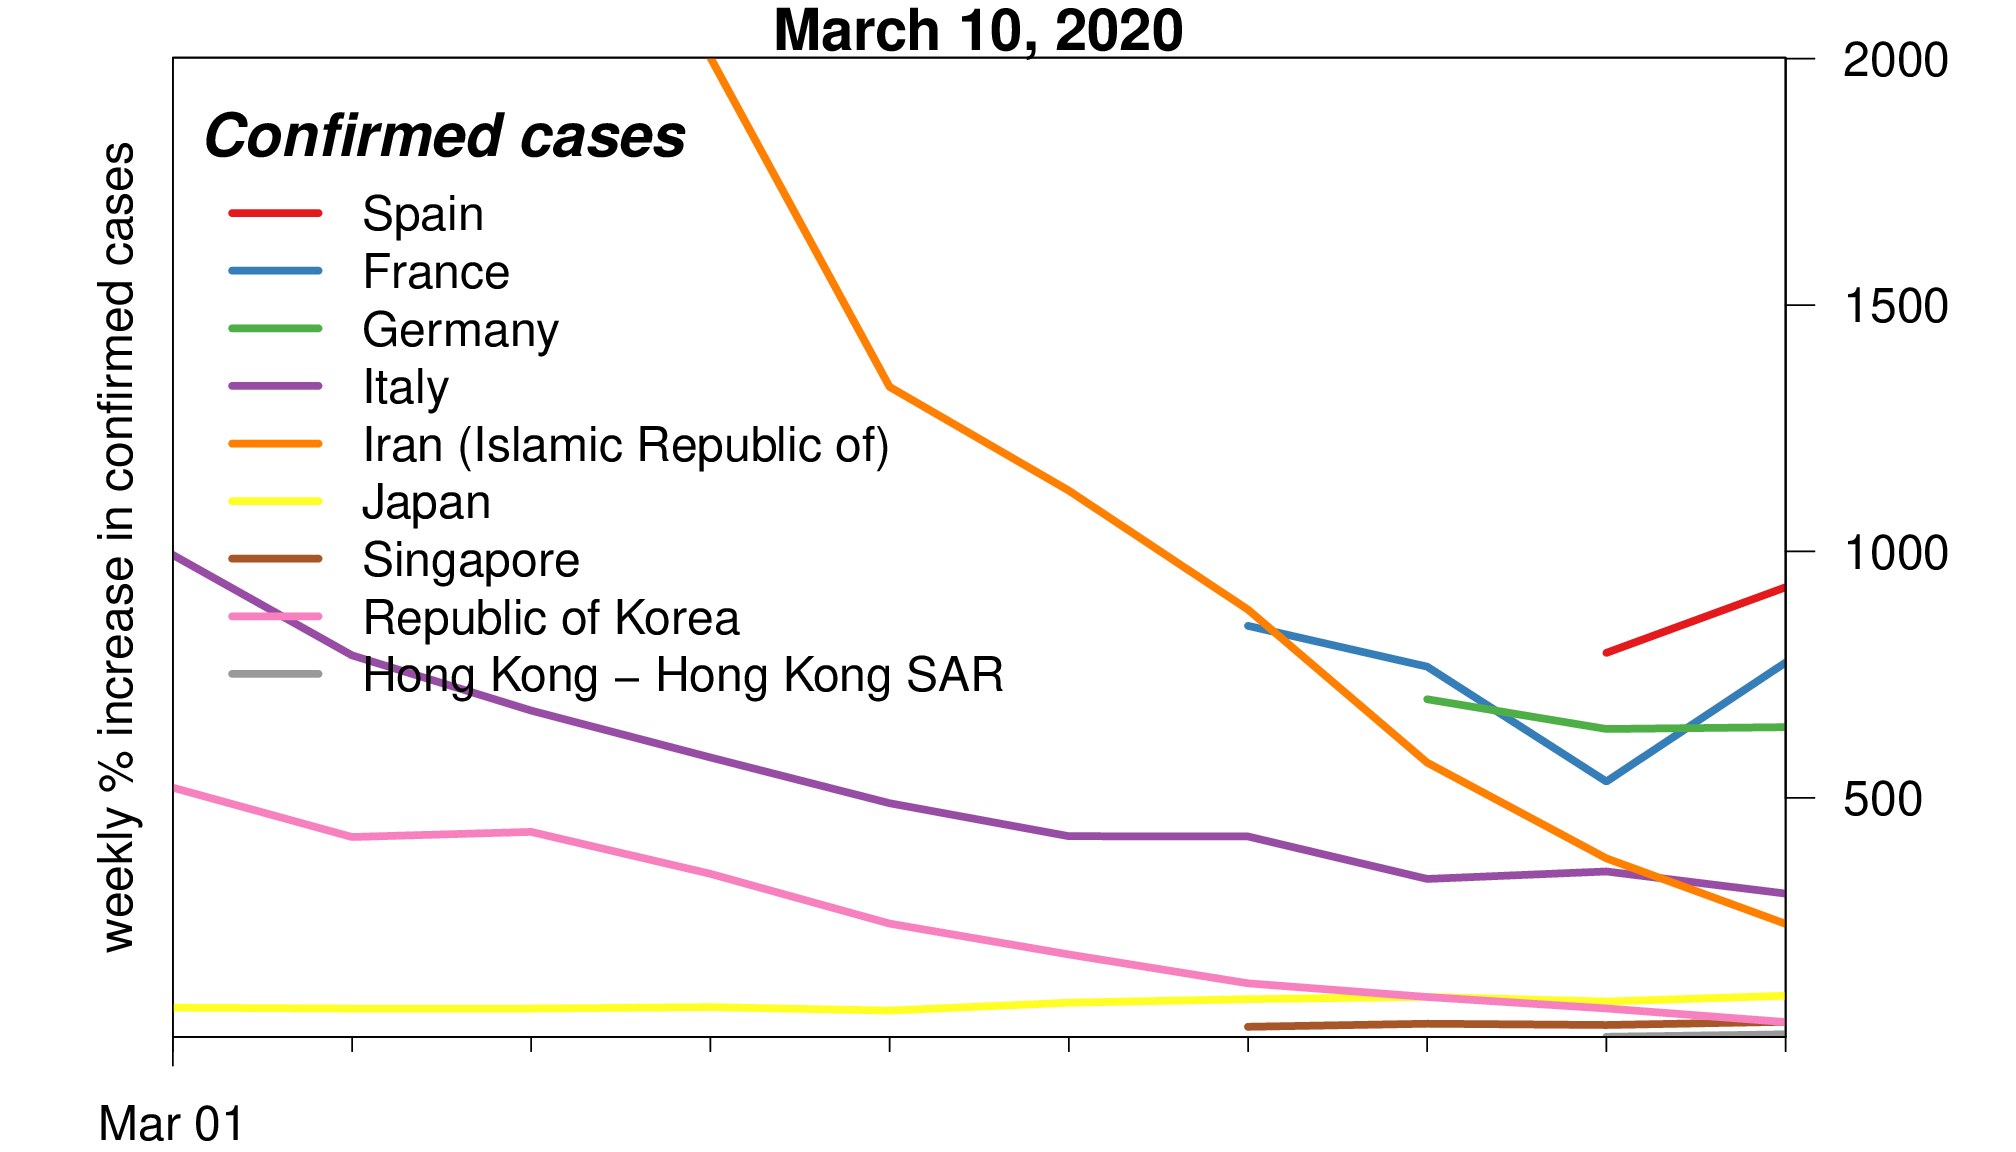 March 10, 2020
2000
Confirmed cases
weekly % increase in confirmed cases
Spain
France
1500
Germany
Italy
Iran (Islamic Republic of)
Japan
Singapore
1000
Republic of Korea
Hong Kong – Hong Kong SAR
500
Mar 01